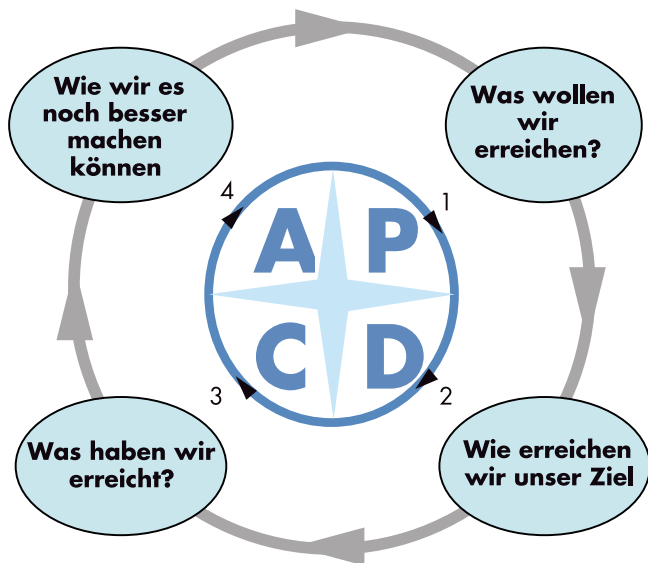 Wie wir es
noch besser
machen
können
Was wollen
wir
erreichen?
4
1
A P
C D
3
2
Was haben wir
erreicht?
Wie erreichen
wir unser Ziel